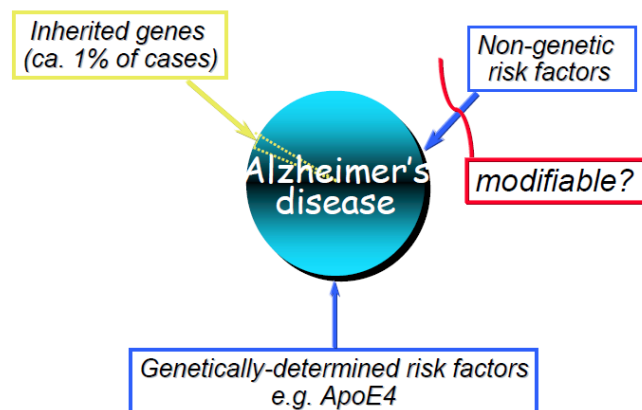 Inherited genes
(ca. 1% of cases)
Non-genetic
risk factors
Alzheimer's
disease
modifiable?
Genetically-determined risk factors
e.g. ApoE4